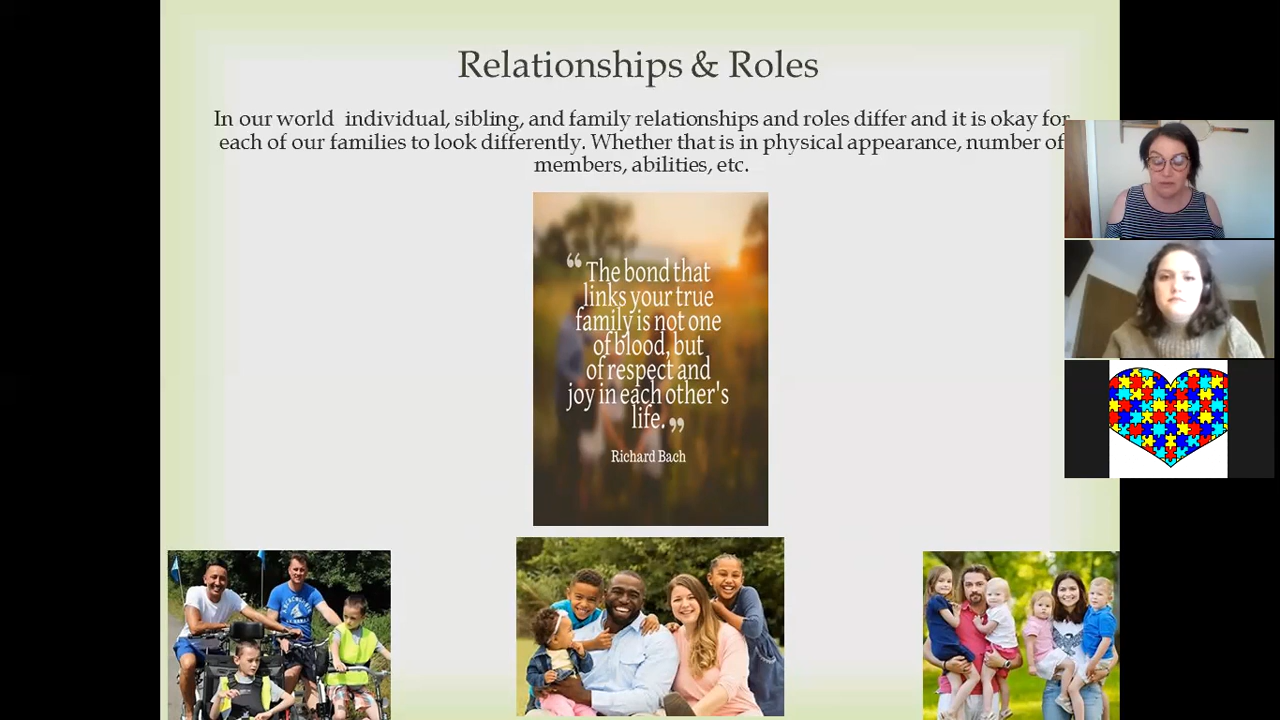 Relationships & Roles
In our world individual, sibling, and family relationships and roles differ and it is okay for
each of our families to look differently. Whether that is in physical appearance, number of
members, abilities, etc.
“ The bond that
links your true
family is not one
of blood, but
of respect and
joy in each other's
life. ”
Richard Bach